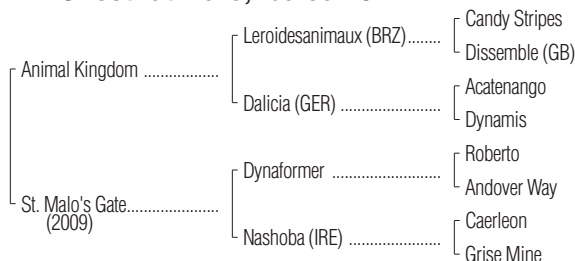 Leroidesanimaux (BRZ)........
Candy Stripes
Dissemble (GB)
Animal Kingdom ..................
Dalicia (GER) .......................
Acatenango
Dynamis
Dynaformer .........................
Roberto
Andover Way
St. Malo's Gate......................
(2009)
Nashoba (IRE) .....................
Caerleon
Grise Mine